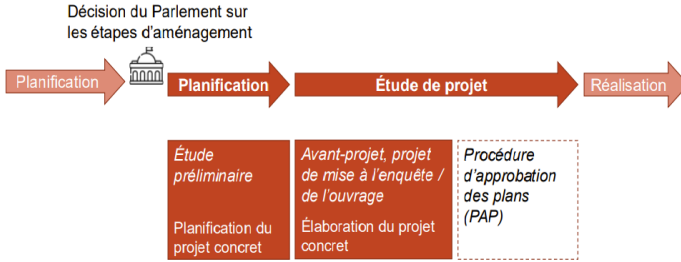 Décision du Parlement sur
les étapes d'aménagement
Planification
Planification
Étude de projet
Réalisation
Étude
préliminaire
Planification du
projet concret
Avant-projet, projet
de mise à l'enquête /
de l'ouvrage
Élaboration du projet
concret
Procédure
d'approbation
des plans
(PAP)